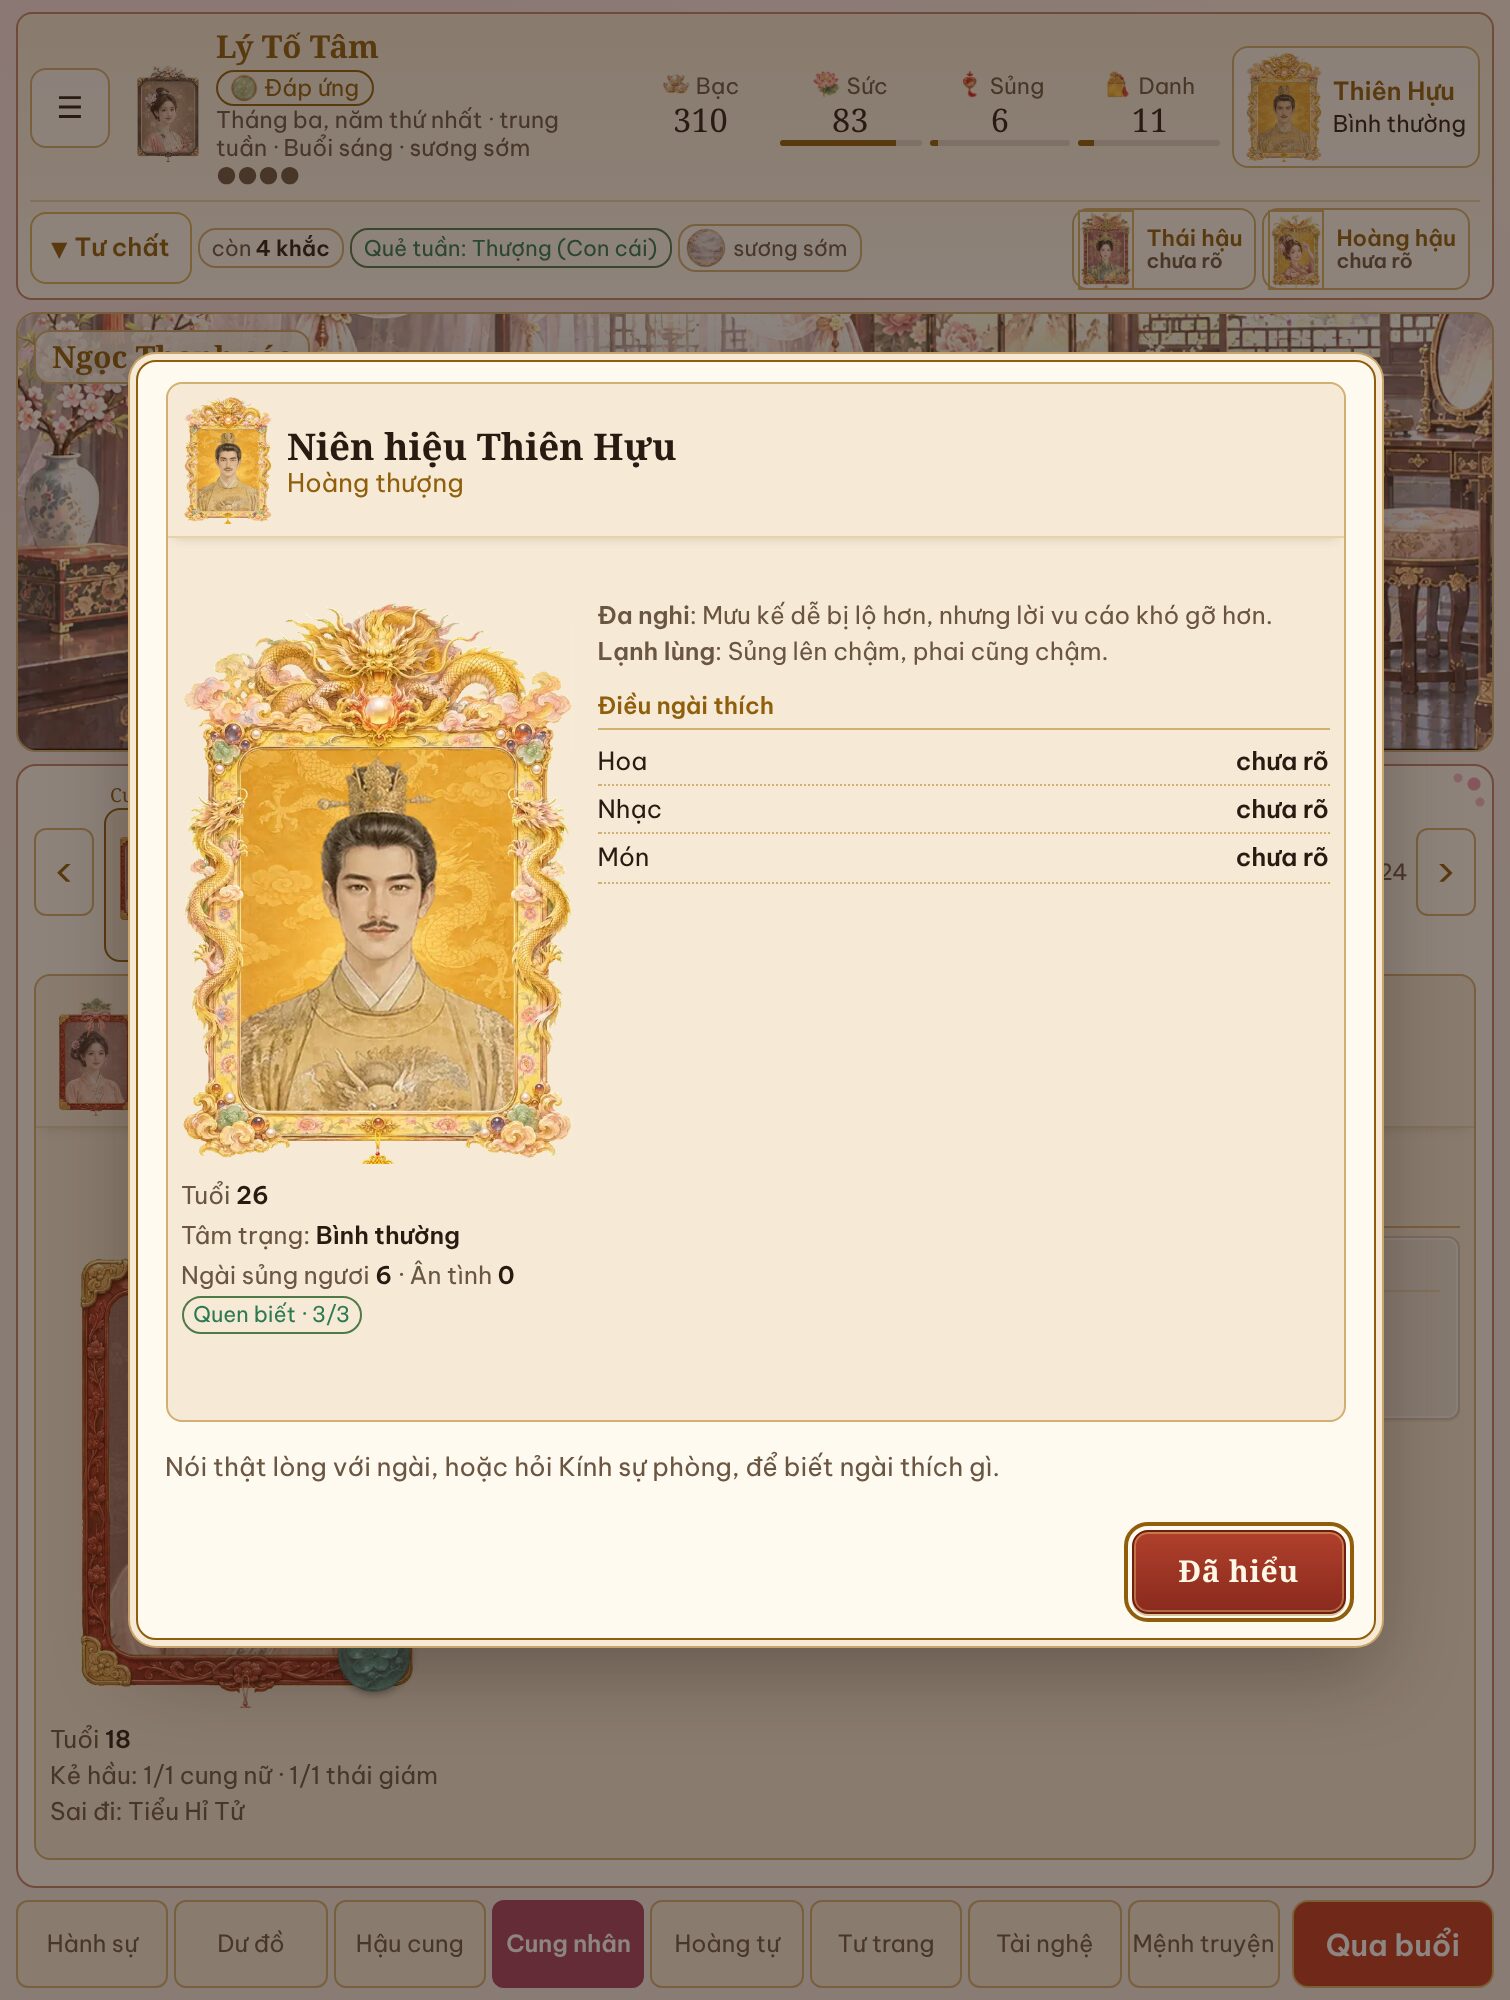 Lý Tố Tâm
Đáp ứng
Tháng ba, năm thứ nhất · trung
tuần · Buổi sáng · sương sớm
☰
Bạc
310
Sức
83
Sủng
6
Danh
11
Thiên Hựu
Bình thường
▼ Tư chất
còn 4 khắc
Quẻ tuần: Thượng (Con cái)
sương sớm
Thái hậu
chưa rõ
Hoàng hậu
chưa rõ
Ngọc
Niên hiệu Thiên Hựu
Hoàng thượng
Đa nghi: Mưu kế dễ bị lộ hơn, nhưng lời vu cáo khó gỡ hơn.
Lạnh lùng: Sủng lên chậm, phai cũng chậm.
Điều ngài thích
Hoa chưa rõ
Nhạc chưa rõ
Món chưa rõ
Tuổi 26
Tâm trạng: Bình thường
Ngài sủng ngươi 6 · Ân tình 0
Quen biết · 3/3
Nói thật lòng với ngài, hoặc hỏi Kính sự phòng, để biết ngài thích gì.
Đã hiểu
‹
24
›
Tuổi 18
Kẻ hầu: 1/1 cung nữ · 1/1 thái giám
Sai đi: Tiểu Hỉ Tử
Hành sự
Dư đồ
Hậu cung
Cung nhân
Hoàng tự
Tư trang
Tài nghệ
Mệnh truyện
Qua buổi